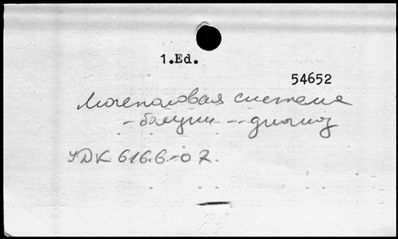 1.Ed.
54652
Мочеполовая система
- болезни - диагноз
УДК 616.6-07.